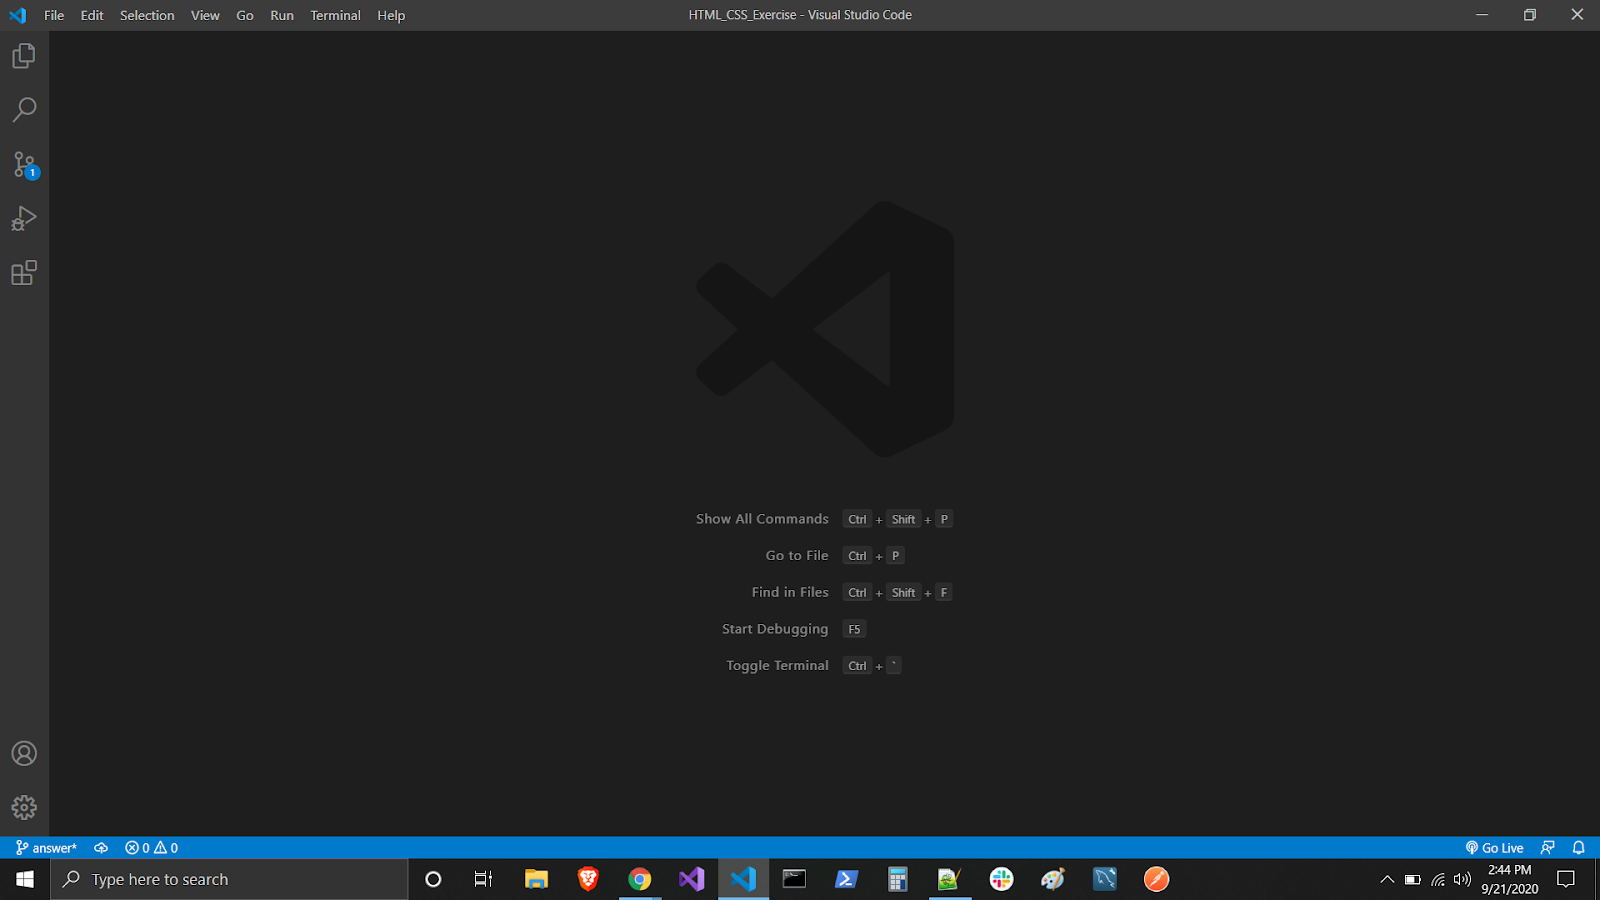 File Edit Selection View Go Run Terminal Help HTML_CSS_Exercise - Visual Studio Code
1
Show All Commands Ctrl + Shift + P
Go to File Ctrl + P
Find in Files Ctrl + Shift + F
Start Debugging F5
Toggle Terminal Ctrl + `
answer* 0 0 Go Live
Type here to search
2:44 PM
9/21/2020